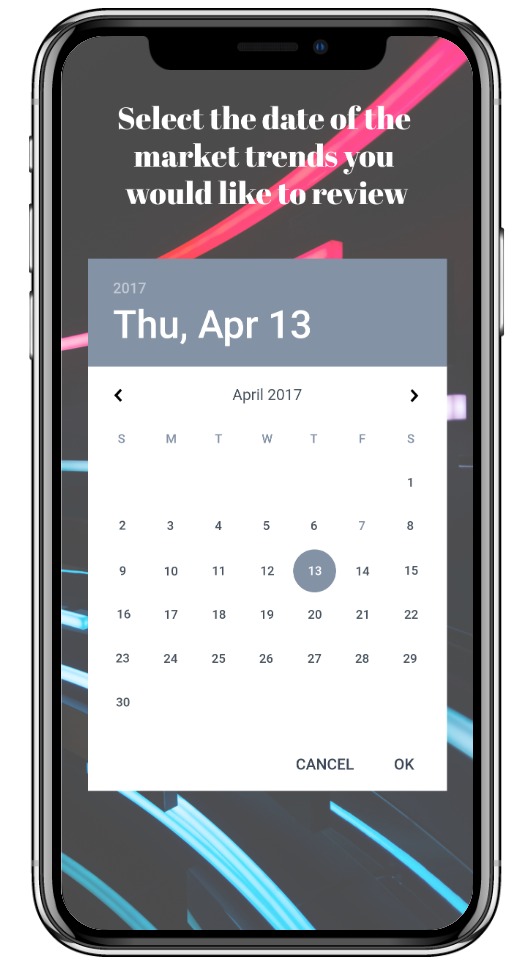 Select the date of the
market trends you
would like to review
2017
Thu, Apr 13
April 2017
S M T W T F S
1
2 3 4 5 6 7 8
9 10 11 12 13 14 15
16 17 18 19 20 21 22
23 24 25 26 27 28 29
30
CANCEL OK